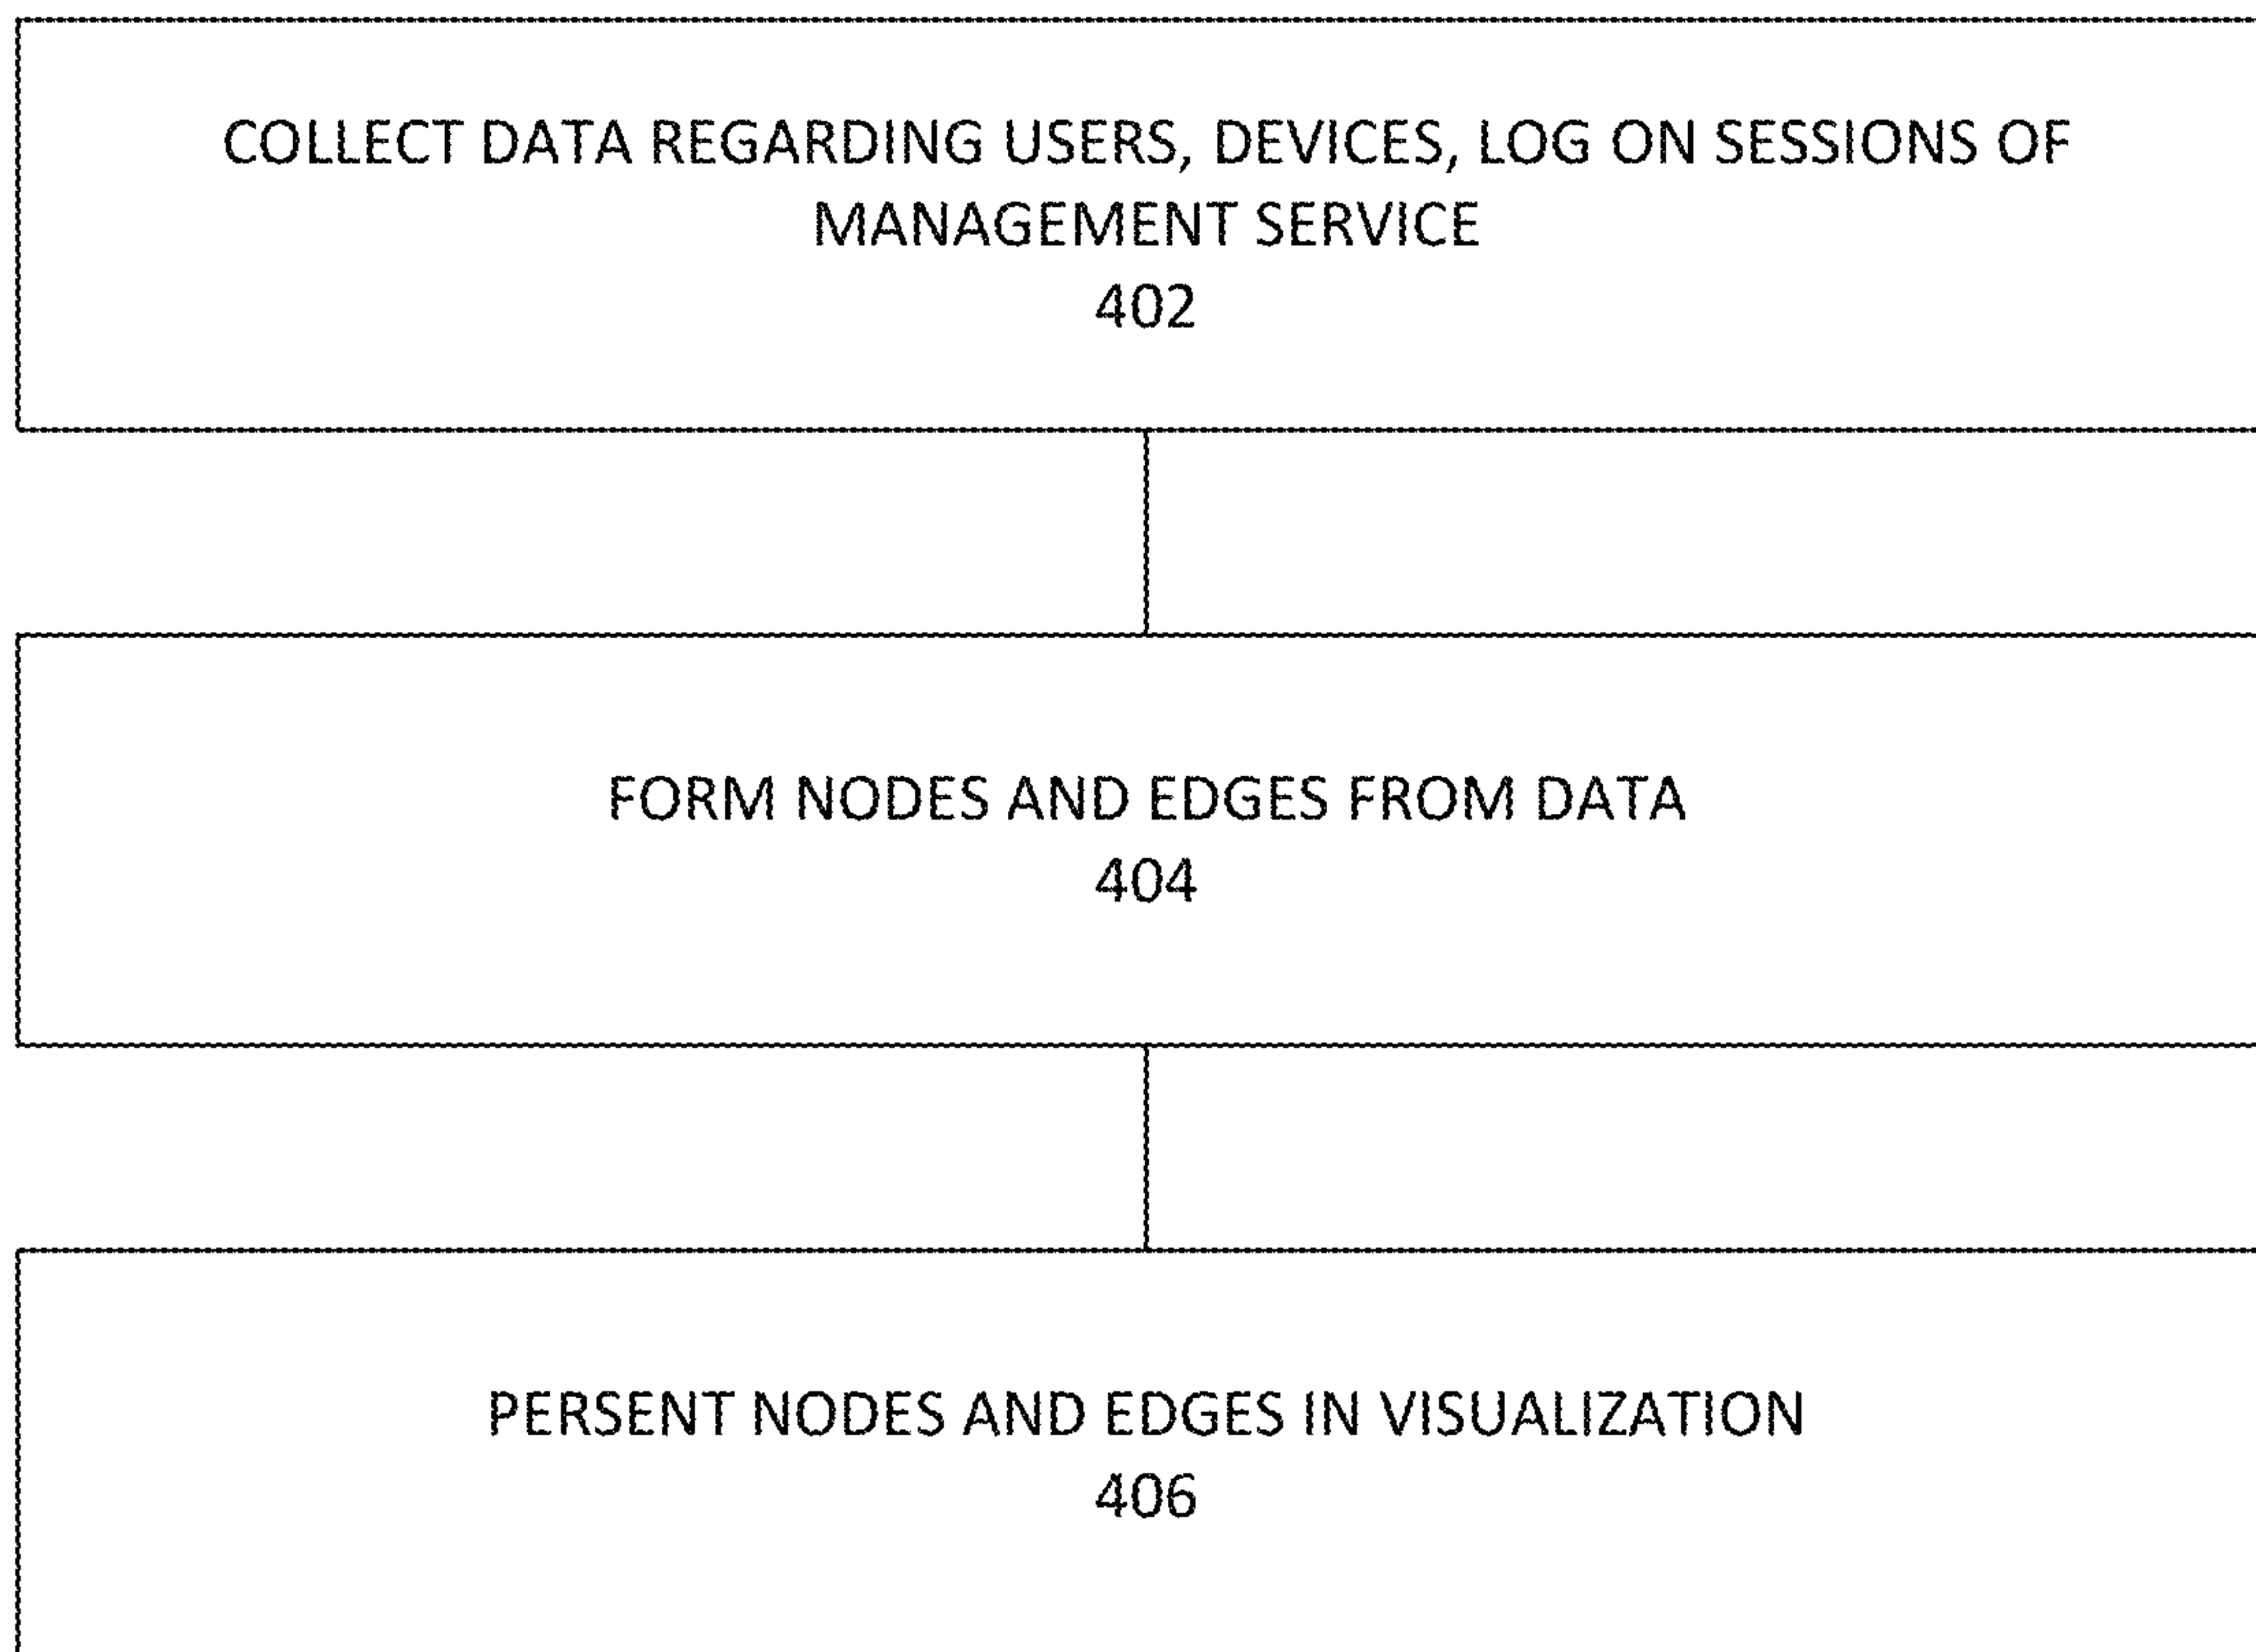 COLLECT DATA REGARDING USERS, DEVICES, LOG ON SESSIONS OF
MANAGEMENT SERVICE
402
FORM NODES AND EDGES FROM DATA
404
PERSENT NODES AND EDGES IN VISUALIZATION
406